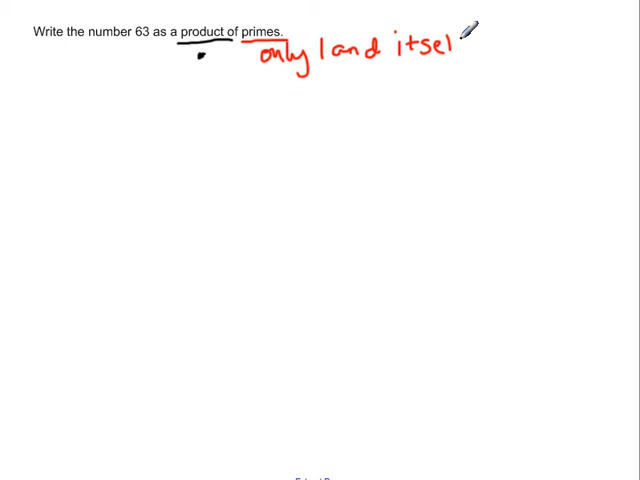 Write the number 63 as a product of primes.
only 1 and itsel